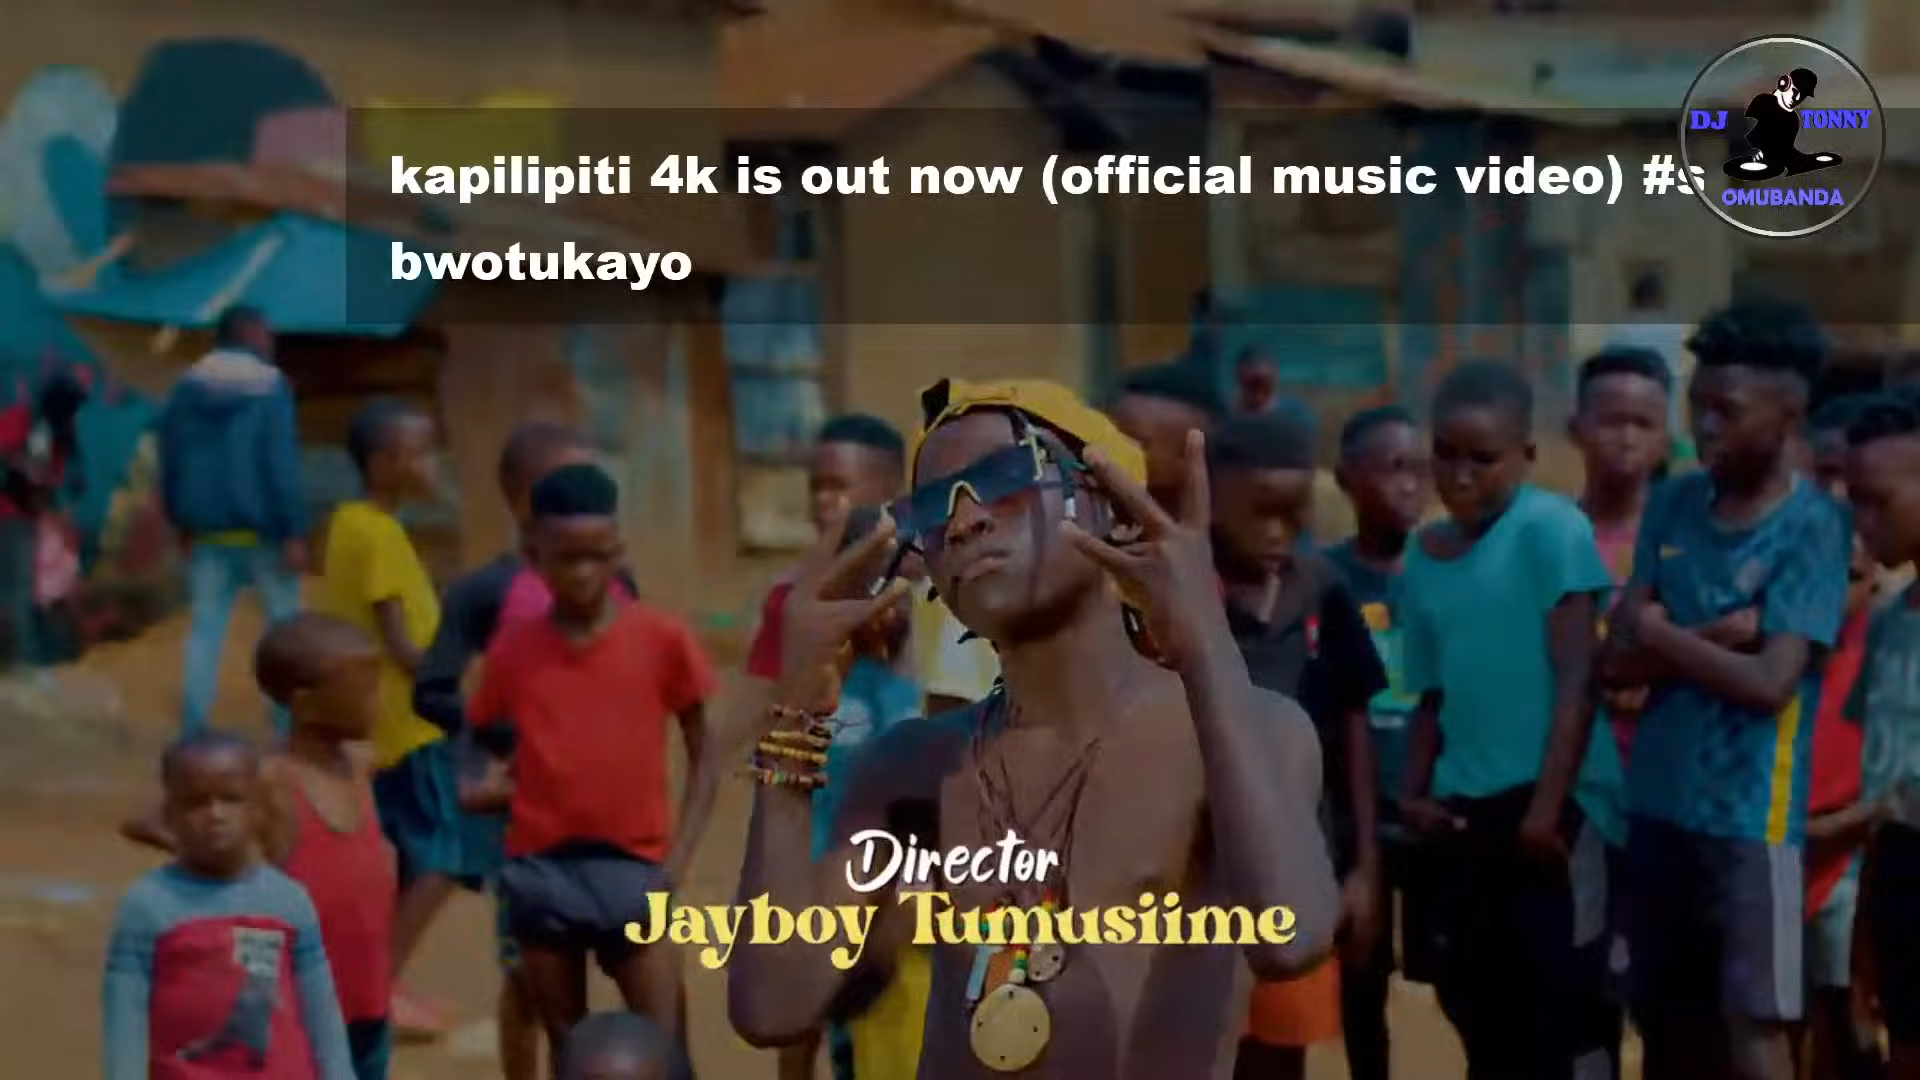 kapilipiti 4k is out now (official music video) #s
bwotukayo
DJ TONNY
OMUBANDA
Director
Jayboy Tumusiime